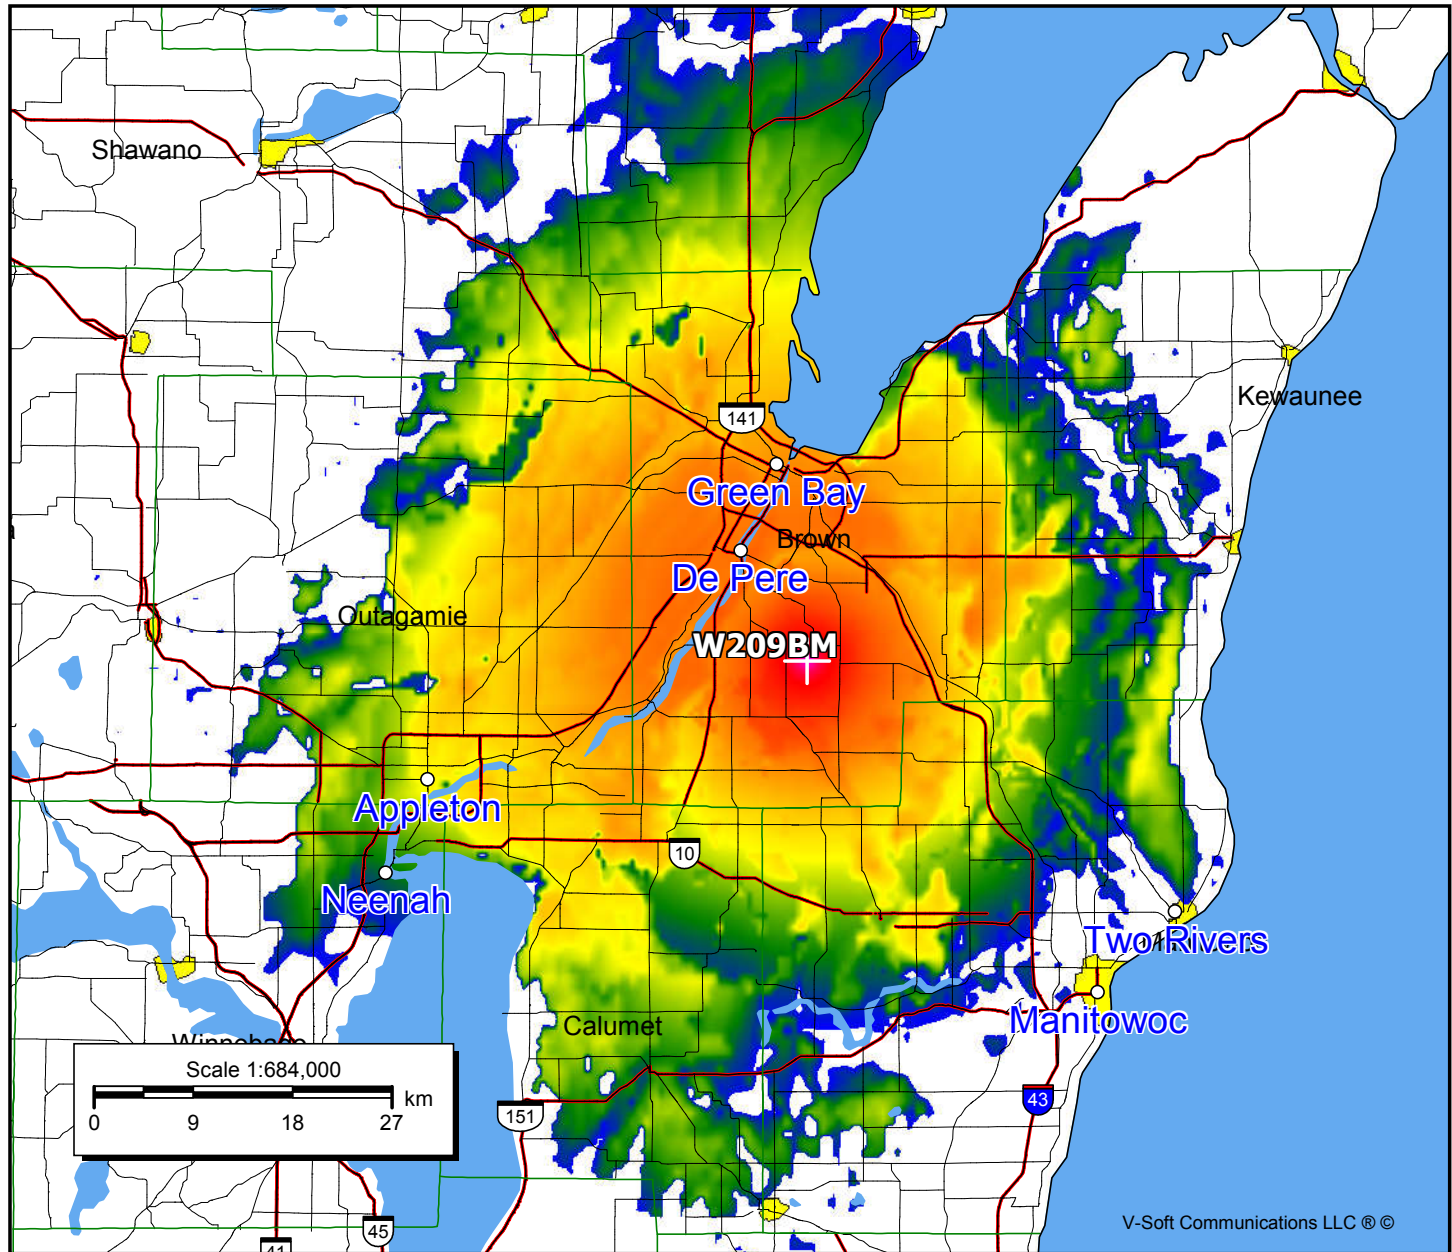 Shawano
Kewaunee
141
Green Bay
Brown
De Pere
Outagamie
W209BM
Appleton
10
Neenah
Two Rivers
Manitowoc
Calumet
Winnebago
Scale 1:684,000
km
0 9 18 27
151
43
45
41
V-Soft Communications LLC ® ©